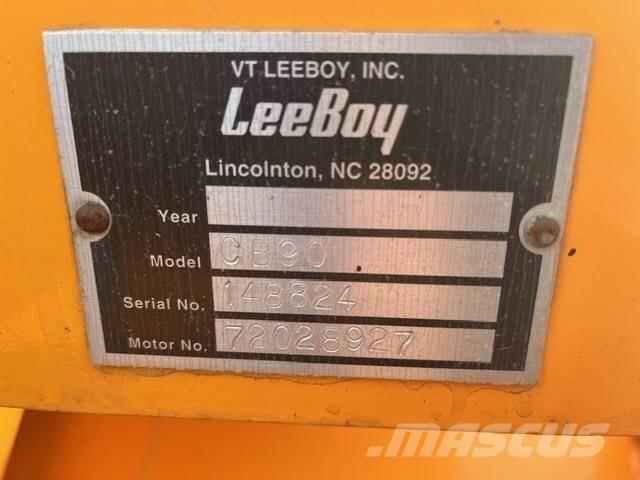 VT LEEBOY, INC.
LeeBoy
Lincolnton, NC 28092
Year
Model CB90
Serial No. 148824
Motor No. 72028927
MASCUS